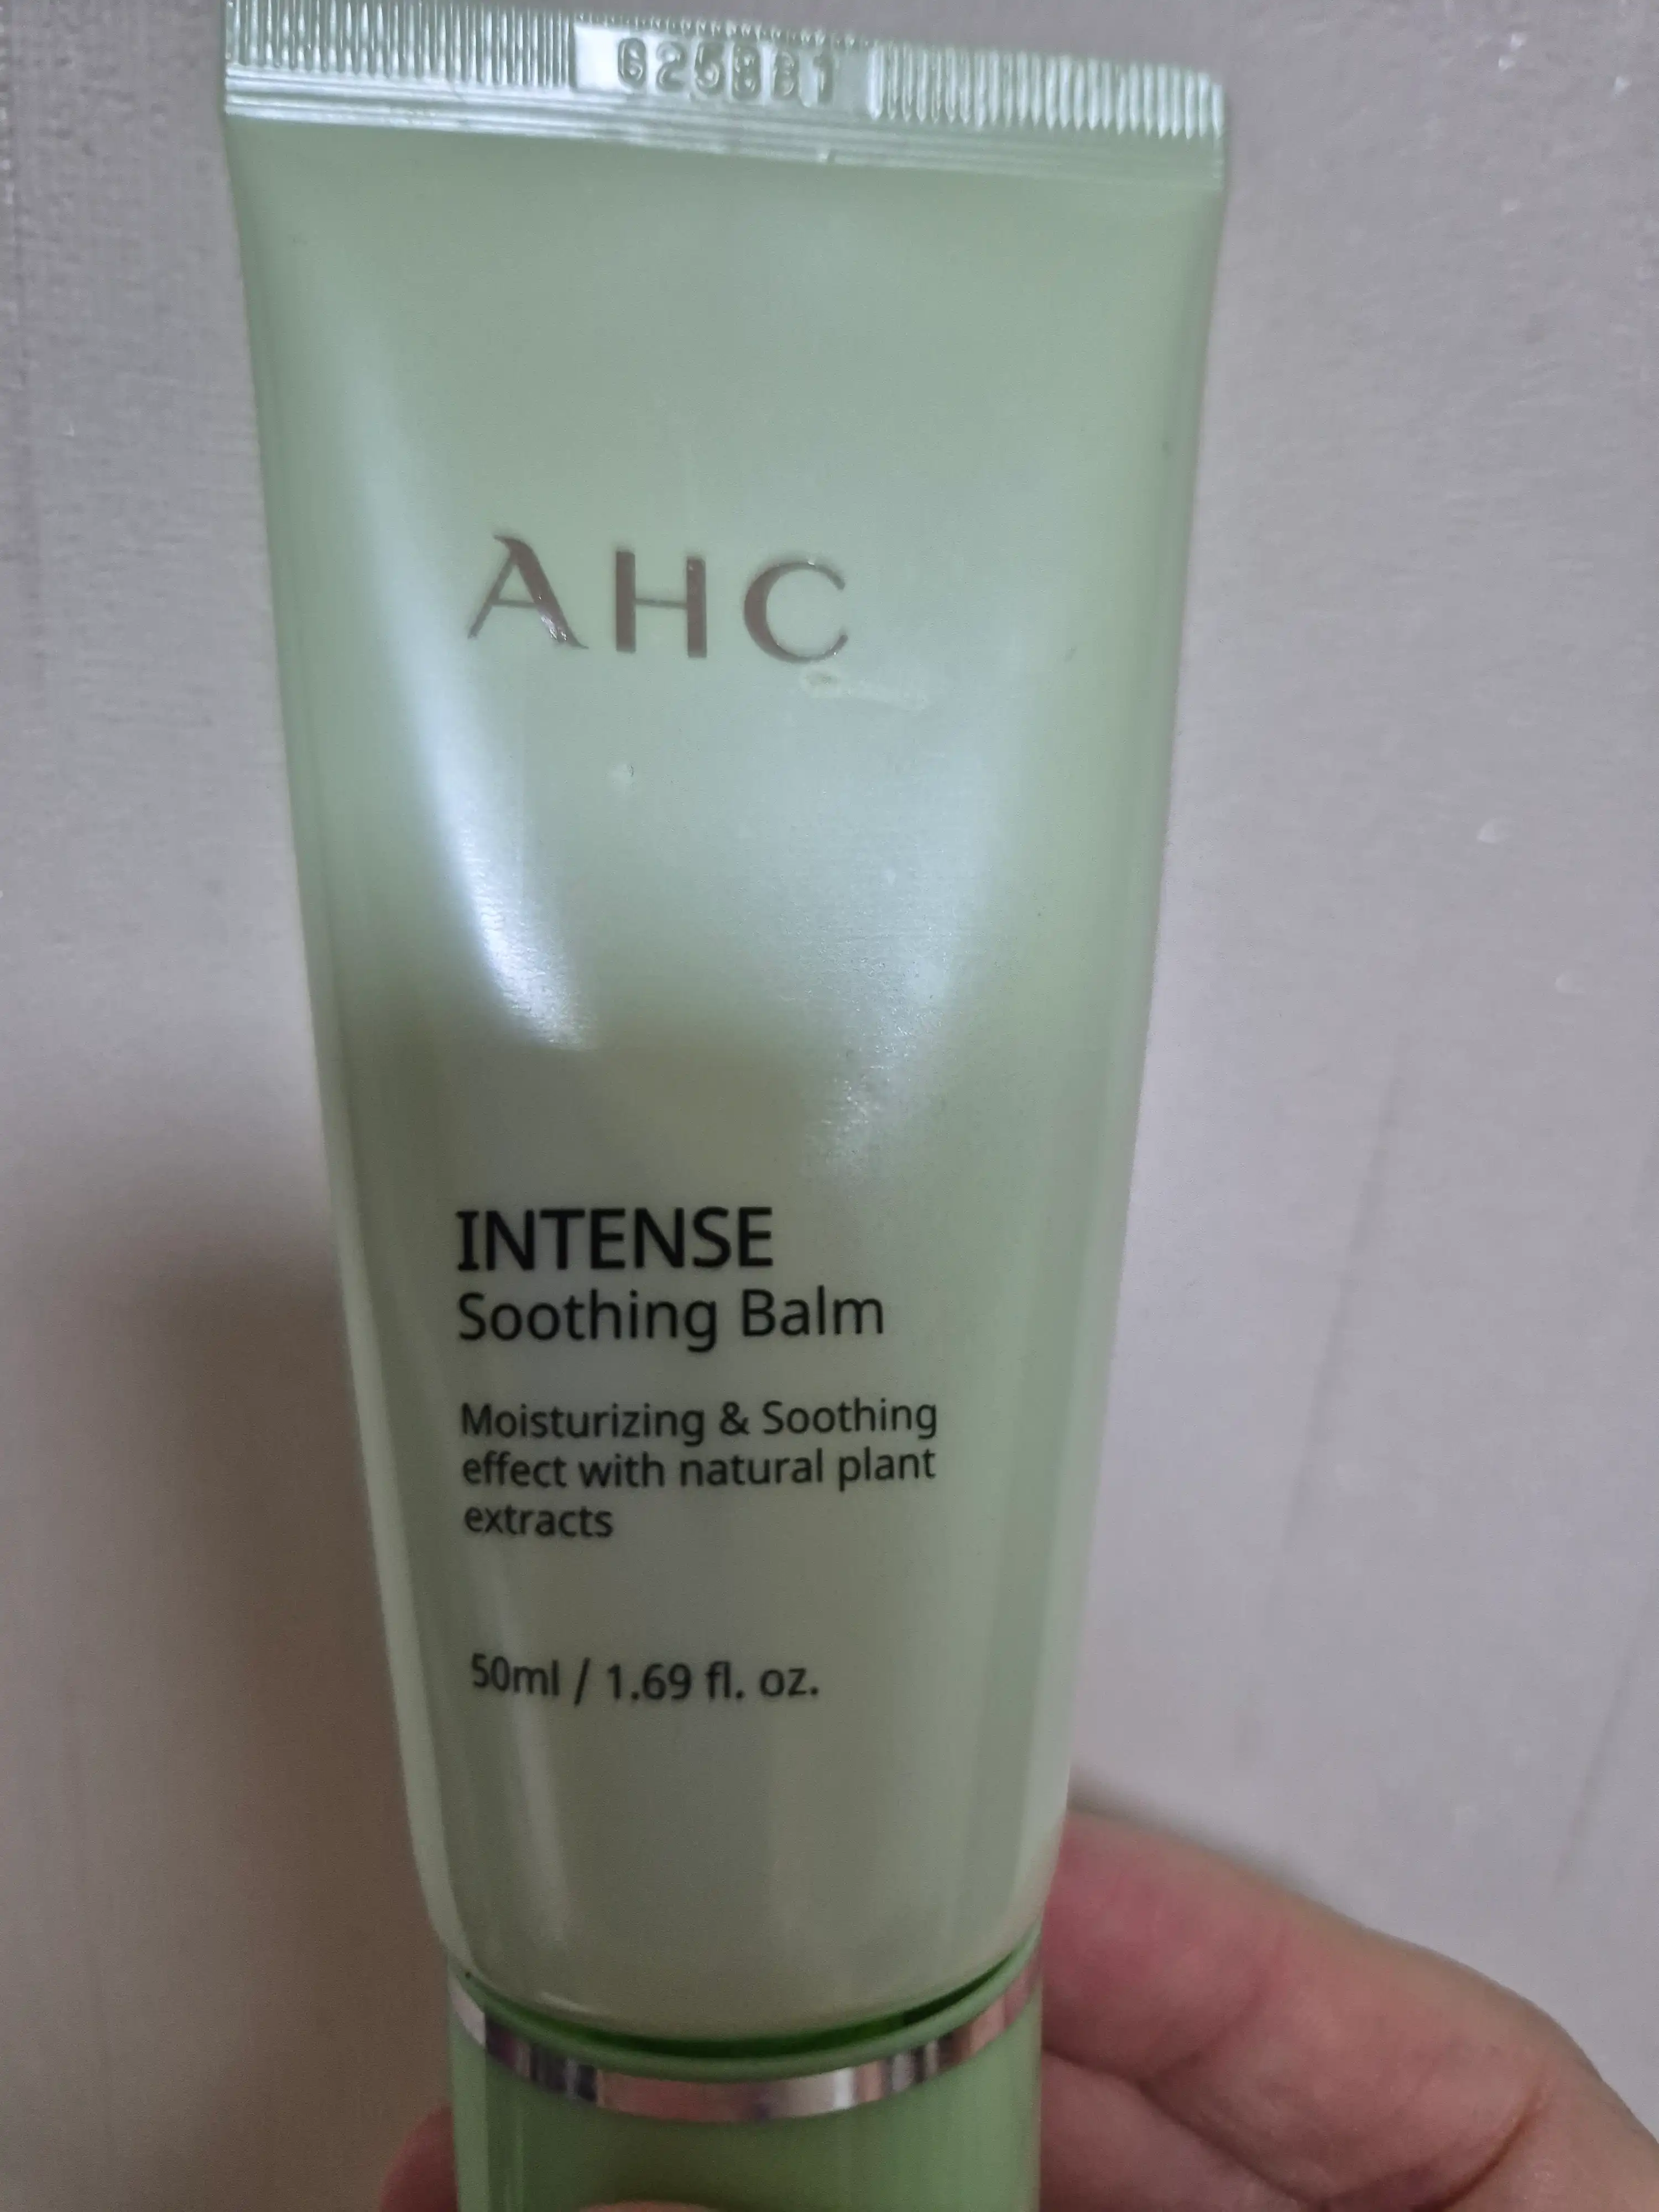 AHC
INTENSE
Soothing Balm
Moisturizing & Soothing
effect with natural plant
extracts
50ml / 1.69 fl. oz.